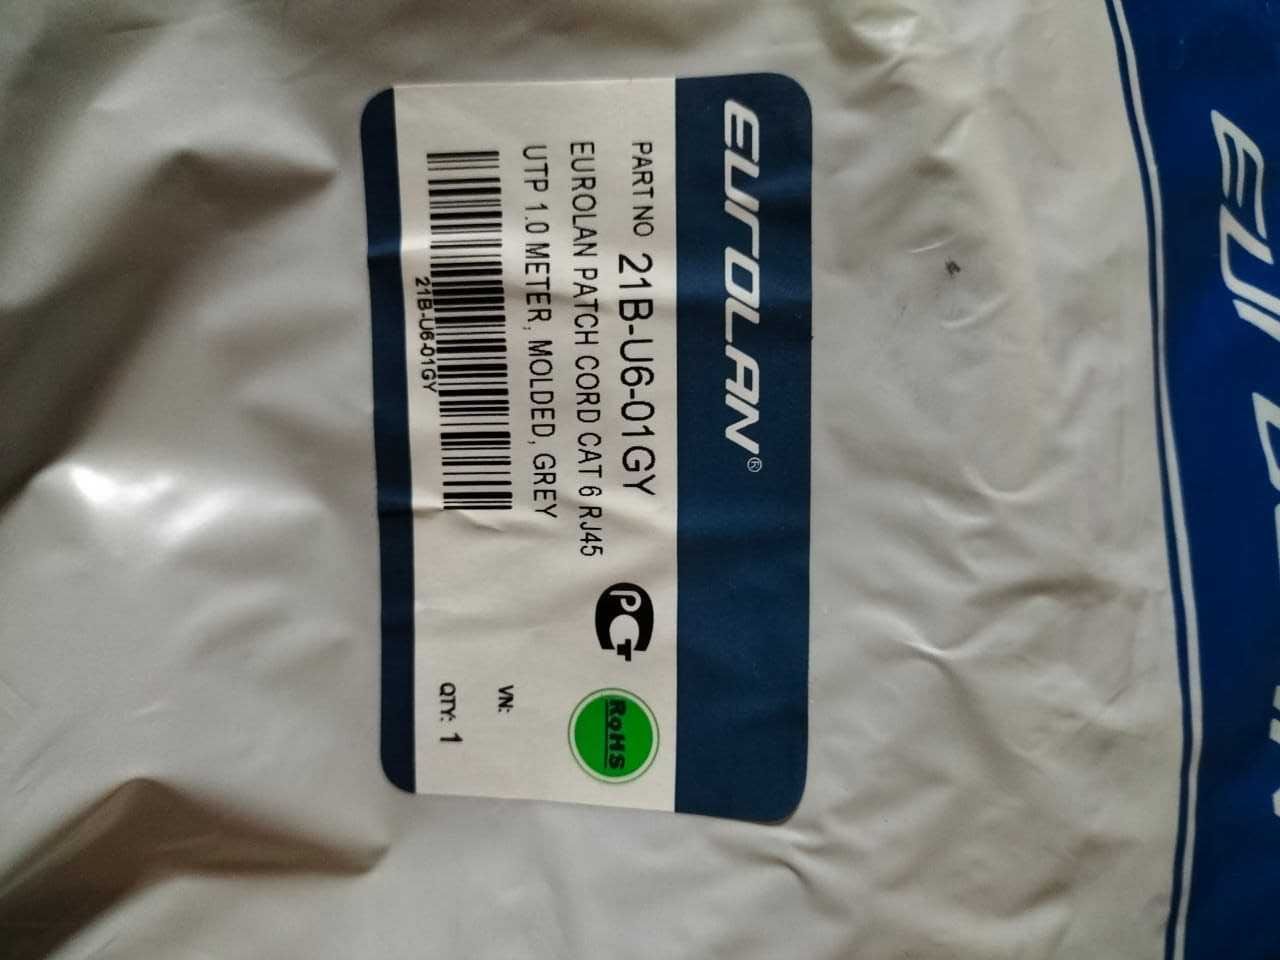 EUROLAN®
PART NO 21B-U6-01GY
EUROLAN PATCH CORD CAT 6 RJ45
UTP 1.0 METER, MOLDED, GREY
21B-U6-01GY
РСТ
RoHS
VN:
QTY: 1